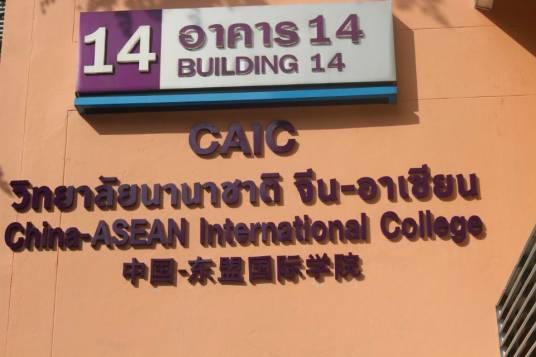 14 อาคาร 14
BUILDING 14
CAIC
วิทยาลัยนานาชาติ จีน-อาเซียน
China-ASEAN International College
中国-东盟国际学院